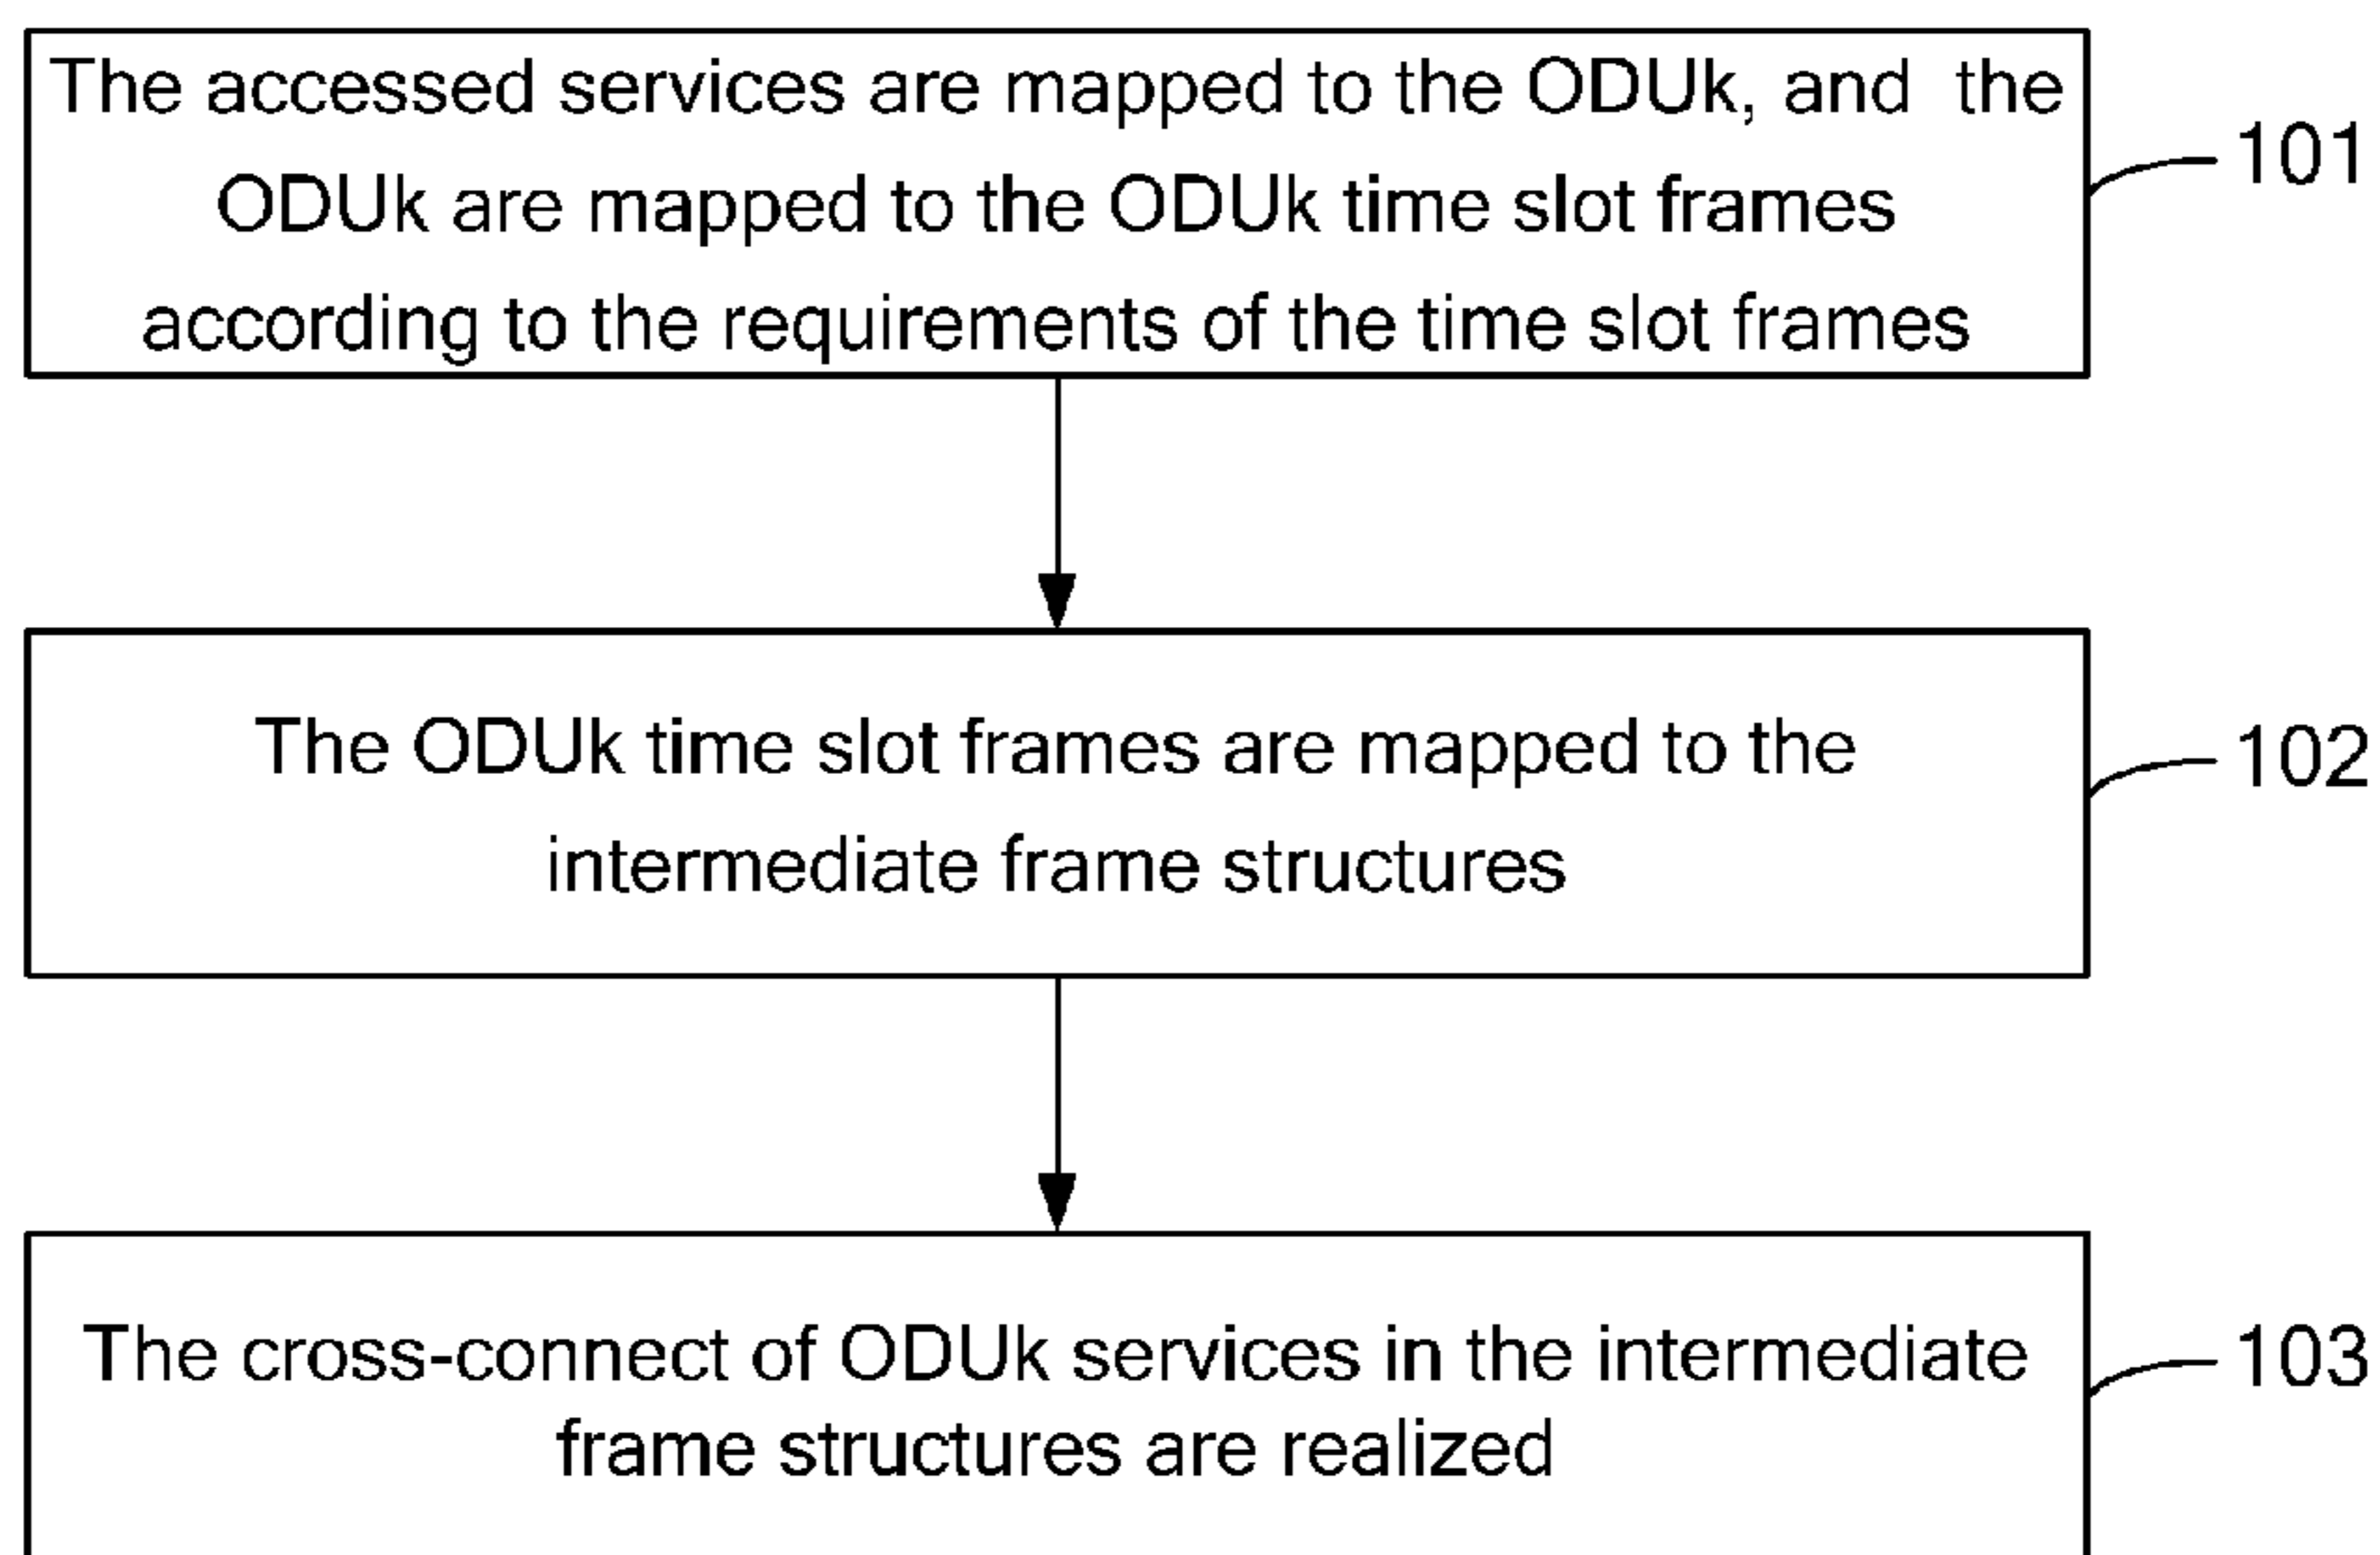 The accessed services are mapped to the ODUk, and the
ODUk are mapped to the ODUk time slot frames
according to the requirements of the time slot frames
101
The ODUk time slot frames are mapped to the
intermediate frame structures
102
The cross-connect of ODUk services in the intermediate
frame structures are realized
103